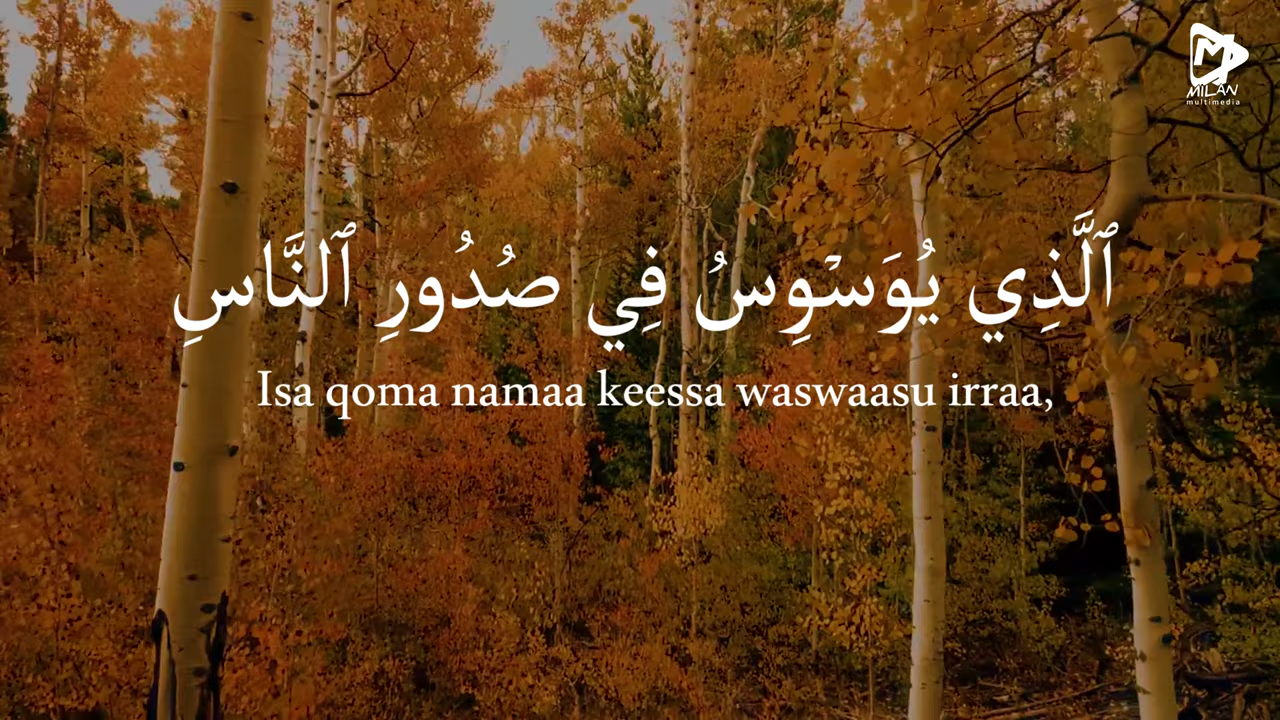 MILAN
multimedia
ٱلَّذِي يُوَسْوِسُ فِي صُدُورِ ٱلنَّاسِ
Isa qoma namaa keessa waswaasu irraa,